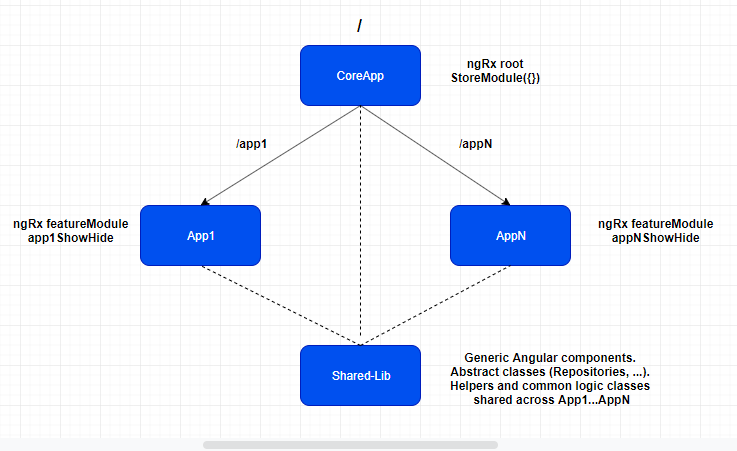 /
CoreApp
ngRx root
StoreModule({})
/app1
/appN
ngRx featureModule
app1ShowHide
App1
AppN
ngRx featureModule
appNShowHide
Shared-Lib
Generic Angular components.
Abstract classes (Repositories, ...).
Helpers and common logic classes
shared across App1...AppN